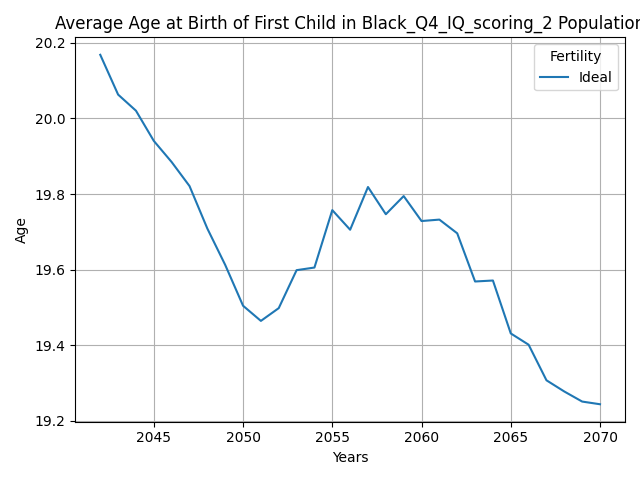 Average Age at Birth of First Child in Black_Q4_IQ_scoring_2 Population
20.2
20.0
19.8
19.6
19.4
19.2
Age
Fertility
Ideal
2045 2050 2055 2060 2065 2070
Years